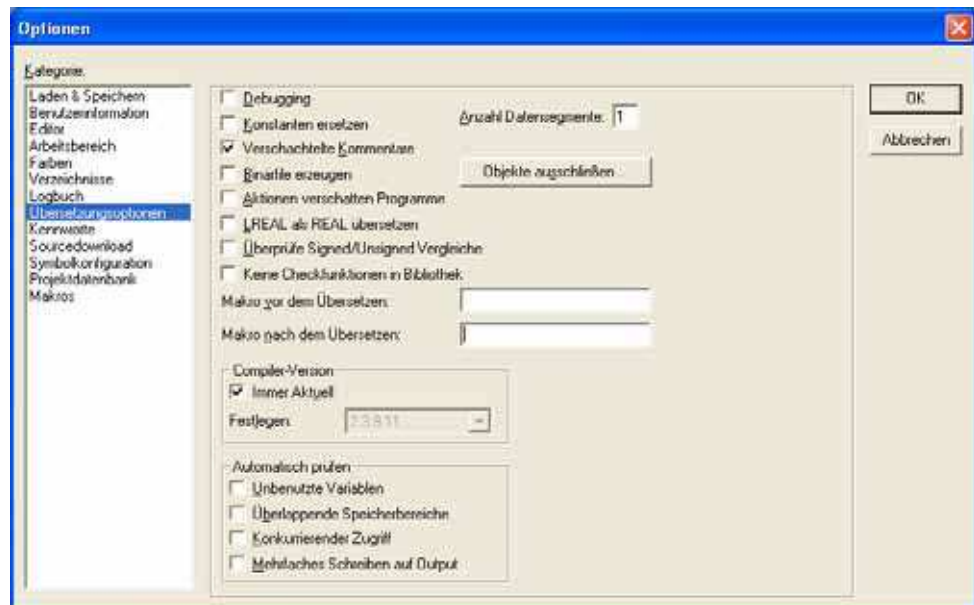 Optionen
Kategorie:
Laden & Speichern
Benutzerinformation
Editor
Arbeitsbereich
Farben
Verzeichnisse
Logbuch
Übersetzungsoptionen
Kennworte
Sourcedownload
Symbolkonfiguration
Projektdatenbank
Makros
Debugging
Konstanten ersetzen
Verschachtelte Kommentare
Binärfile erzeugen
Aktionen verschatten Programme
LREAL als REAL übersetzen
Überprüfe Signed/Unsigned Vergleiche
Keine Checkfunktionen in Bibliothek
Anzahl Datensegmente: 1
Objekte ausschließen
Makro vor dem Übersetzen:
Makro nach dem Übersetzen:
Compiler-Version
Immer Aktuell
Festlegen:
Automatisch prüfen
Unbenutzte Variablen
Überlappende Speicherbereiche
Konkurrierender Zugriff
Mehrfaches Schreiben auf Output
OK
Abbrechen